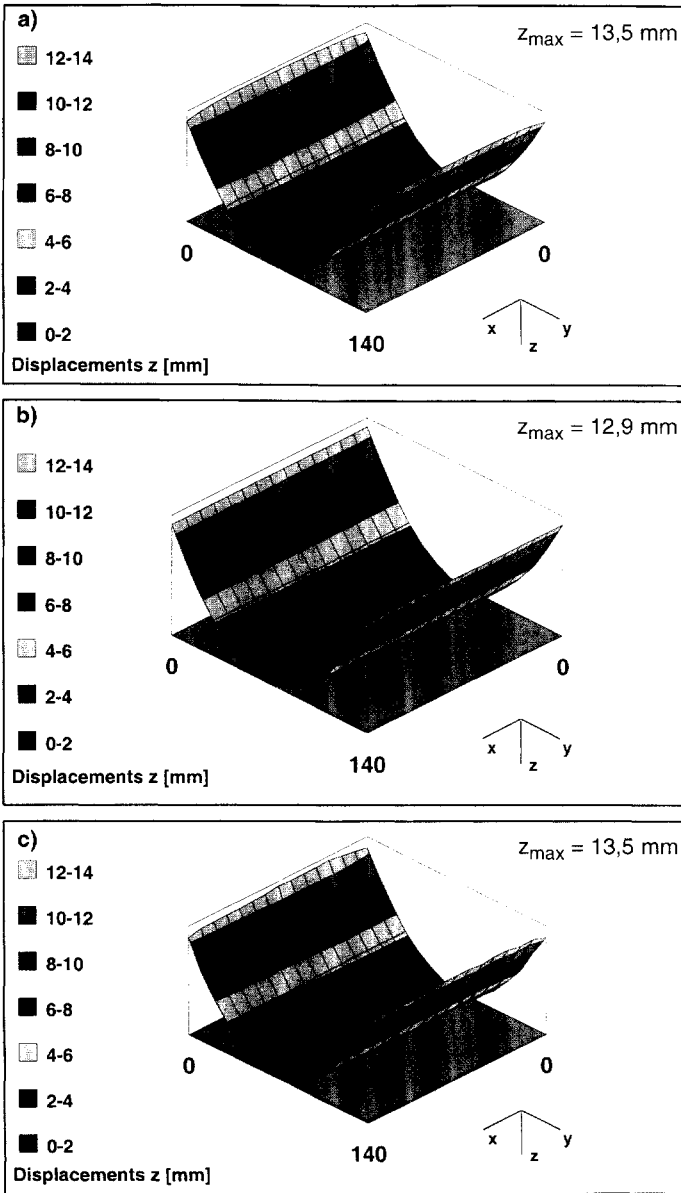 a)
z_max = 13,5 mm
12-14
10-12
8-10
6-8
4-6
2-4
0-2
Displacements z [mm]
0
0
140
x
y
z
b)
z_max = 12,9 mm
12-14
10-12
8-10
6-8
4-6
2-4
0-2
Displacements z [mm]
0
0
140
x
y
z
c)
z_max = 13,5 mm
12-14
10-12
8-10
6-8
4-6
2-4
0-2
Displacements z [mm]
0
0
140
x
y
z